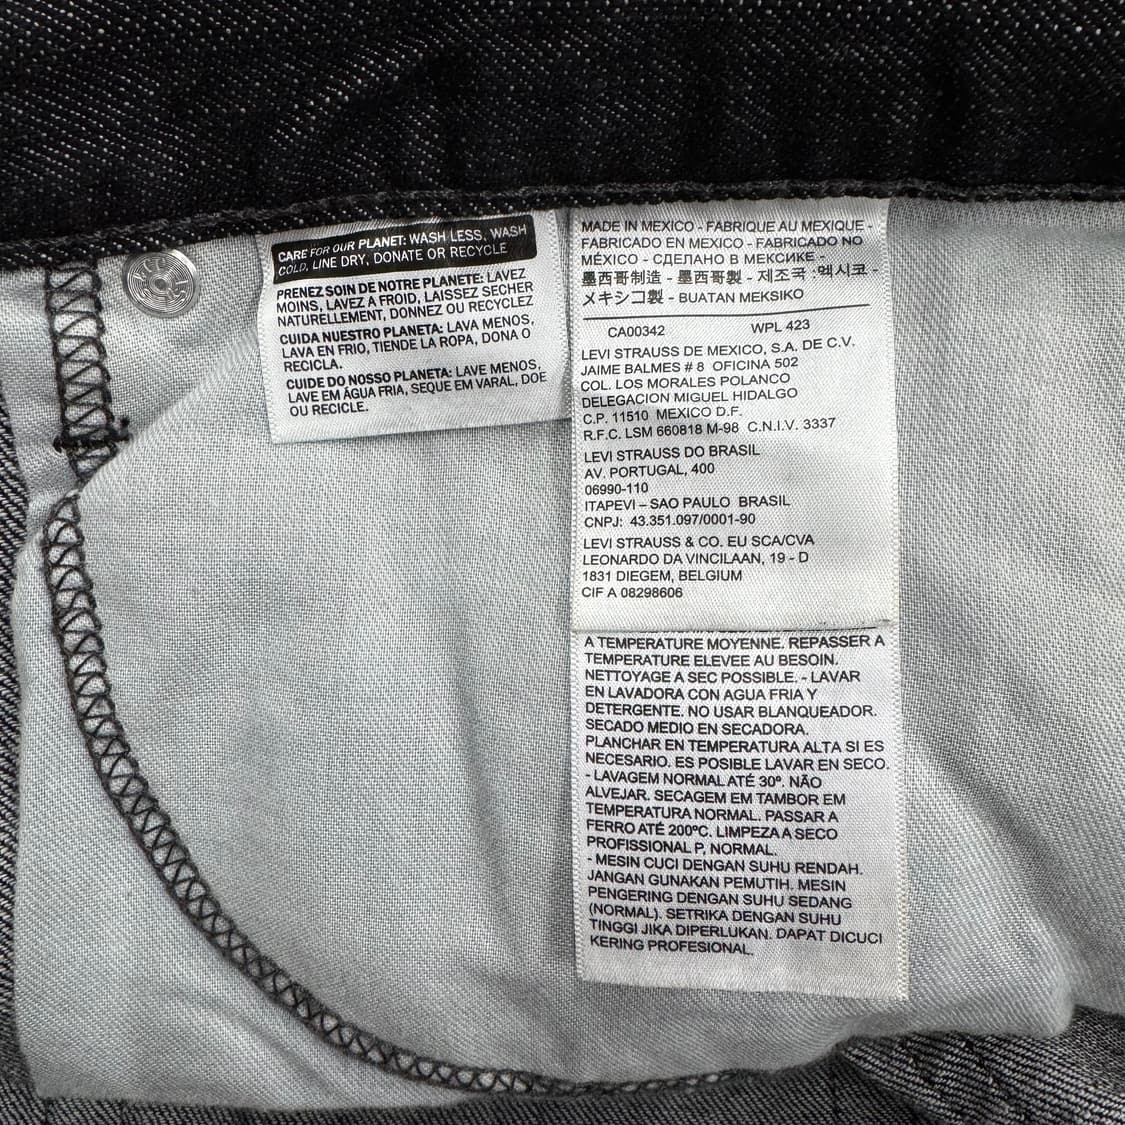 CARE FOR OUR PLANET: WASH LESS, WASH
COLD, LINE DRY, DONATE OR RECYCLE
PRENEZ SOIN DE NOTRE PLANETE: LAVEZ
MOINS, LAVEZ A FROID, LAISSEZ SECHER
NATURELLEMENT, DONNEZ OU RECYCLEZ
CUIDA NUESTRO PLANETA: LAVA MENOS,
LAVA EN FRIO, TIENDE LA ROPA, DONA O
RECICLA.
CUIDE DO NOSSO PLANETA: LAVE MENOS,
LAVE EM ÁGUA FRIA, SEQUE EM VARAL, DOE
OU RECICLE.
MADE IN MEXICO - FABRIQUE AU MEXIQUE -
FABRICADO EN MEXICO - FABRICADO NO
MÉXICO - СДЕЛАНО В МЕКСИКЕ -
墨西哥制造 - 墨西哥製 - 제조국 :멕시코 -
メキシコ製 - BUATAN MEKSIKO
CA00342 WPL 423
LEVI STRAUSS DE MEXICO, S.A. DE C.V.
JAIME BALMES # 8 OFICINA 502
COL. LOS MORALES POLANCO
DELEGACION MIGUEL HIDALGO
C.P. 11510 MEXICO D.F.
R.F.C. LSM 660818 M-98 C.N.I.V. 3337
LEVI STRAUSS DO BRASIL
AV. PORTUGAL, 400
06990-110
ITAPEVI – SAO PAULO BRASIL
CNPJ: 43.351.097/0001-90
LEVI STRAUSS & CO. EU SCA/CVA
LEONARDO DA VINCILAAN, 19 - D
1831 DIEGEM, BELGIUM
CIF A 08298606
A TEMPERATURE MOYENNE. REPASSER A
TEMPERATURE ELEVEE AU BESOIN.
NETTOYAGE A SEC POSSIBLE. - LAVAR
EN LAVADORA CON AGUA FRIA Y
DETERGENTE. NO USAR BLANQUEADOR.
SECADO MEDIO EN SECADORA.
PLANCHAR EN TEMPERATURA ALTA SI ES
NECESARIO. ES POSIBLE LAVAR EN SECO.
- LAVAGEM NORMAL ATÉ 30º. NÃO
ALVEJAR. SECAGEM EM TAMBOR EM
TEMPERATURA NORMAL. PASSAR A
FERRO ATÉ 200ºC. LIMPEZA A SECO
PROFISSIONAL P, NORMAL.
- MESIN CUCI DENGAN SUHU RENDAH.
JANGAN GUNAKAN PEMUTIH. MESIN
PENGERING DENGAN SUHU SEDANG
(NORMAL). SETRIKA DENGAN SUHU
TINGGI JIKA DIPERLUKAN. DAPAT DICUCI
KERING PROFESIONAL.